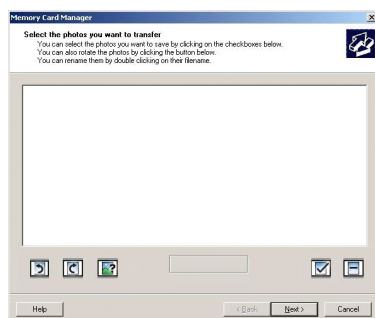 Memory Card Manager
Select the photos you want to transfer
You can select the photos you want to save by clicking on the checkboxes below.
You can also rotate the photos by clicking the button below.
You can rename them by double clicking on their filename.
Help
< Back
Next >
Cancel